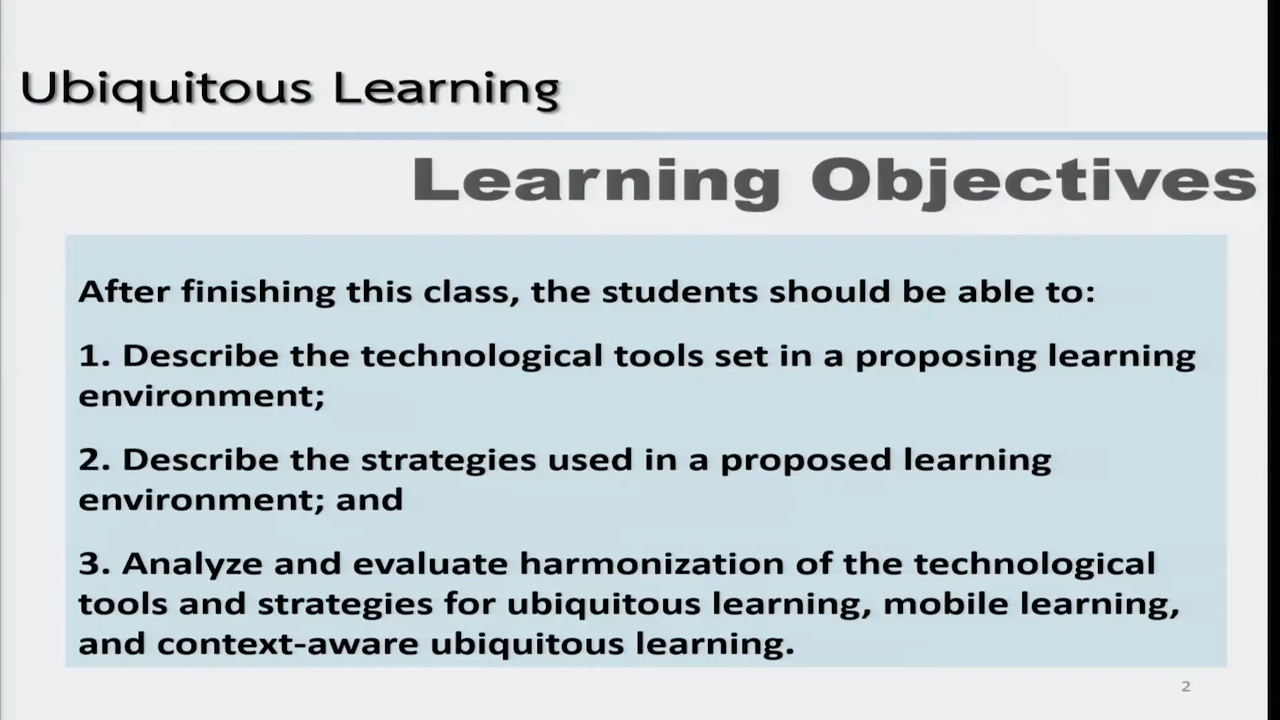 Ubiquitous Learning
Learning Objectives
After finishing this class, the students should be able to:
1. Describe the technological tools set in a proposing learning
environment;
2. Describe the strategies used in a proposed learning
environment; and
3. Analyze and evaluate harmonization of the technological
tools and strategies for ubiquitous learning, mobile learning,
and context-aware ubiquitous learning.
2